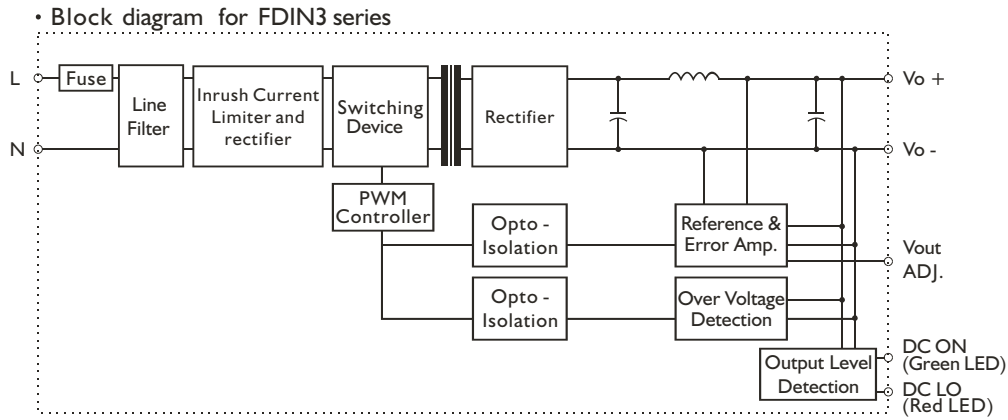 • Block diagram for FDIN3 series
L
Fuse
Line
Filter
Inrush Current
Limiter and
rectifier
Switching
Device
Rectifier
Vo +
N
Vo -
PWM
Controller
Opto -
Isolation
Reference &
Error Amp.
Vout
ADJ.
Opto -
Isolation
Over Voltage
Detection
Output Level
Detection
DC ON
(Green LED)
DC LO
(Red LED)